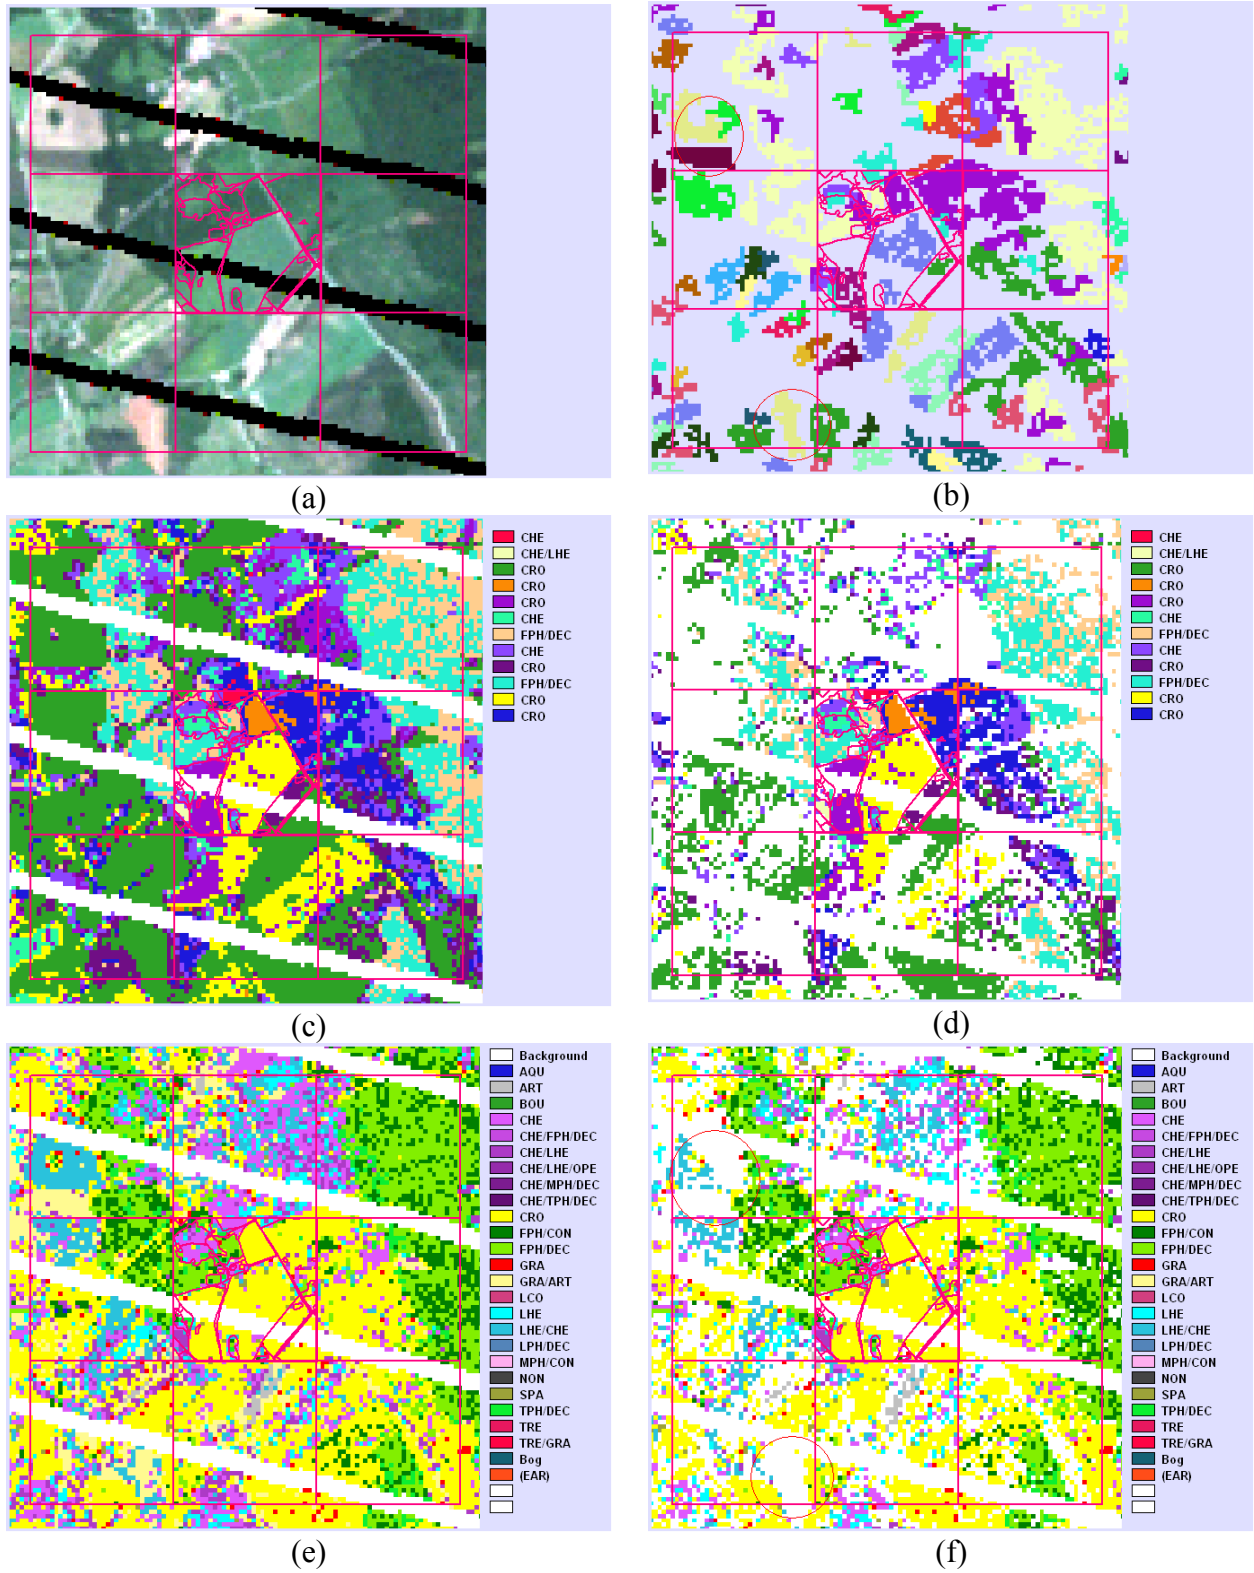 (a)
(b)
CHE
CHE/LHE
CRO
CRO
CRO
CHE
FPH/DEC
CHE
CRO
FPH/DEC
CRO
CRO
(c)
CHE
CHE/LHE
CRO
CRO
CRO
CHE
FPH/DEC
CHE
CRO
FPH/DEC
CRO
CRO
(d)
Background
AQU
ART
BOU
CHE
CHE/FPH/DEC
CHE/LHE
CHE/LHE/OPE
CHE/MPH/DEC
CHE/TPH/DEC
CRO
FPH/CON
FPH/DEC
GRA
GRA/ART
LCO
LHE
LHE/CHE
LPH/DEC
MPH/CON
NON
SPA
TPH/DEC
TRE
TRE/GRA
Bog
(EAR)
(e)
Background
AQU
ART
BOU
CHE
CHE/FPH/DEC
CHE/LHE
CHE/LHE/OPE
CHE/MPH/DEC
CHE/TPH/DEC
CRO
FPH/CON
FPH/DEC
GRA
GRA/ART
LCO
LHE
LHE/CHE
LPH/DEC
MPH/CON
NON
SPA
TPH/DEC
TRE
TRE/GRA
Bog
(EAR)
(f)